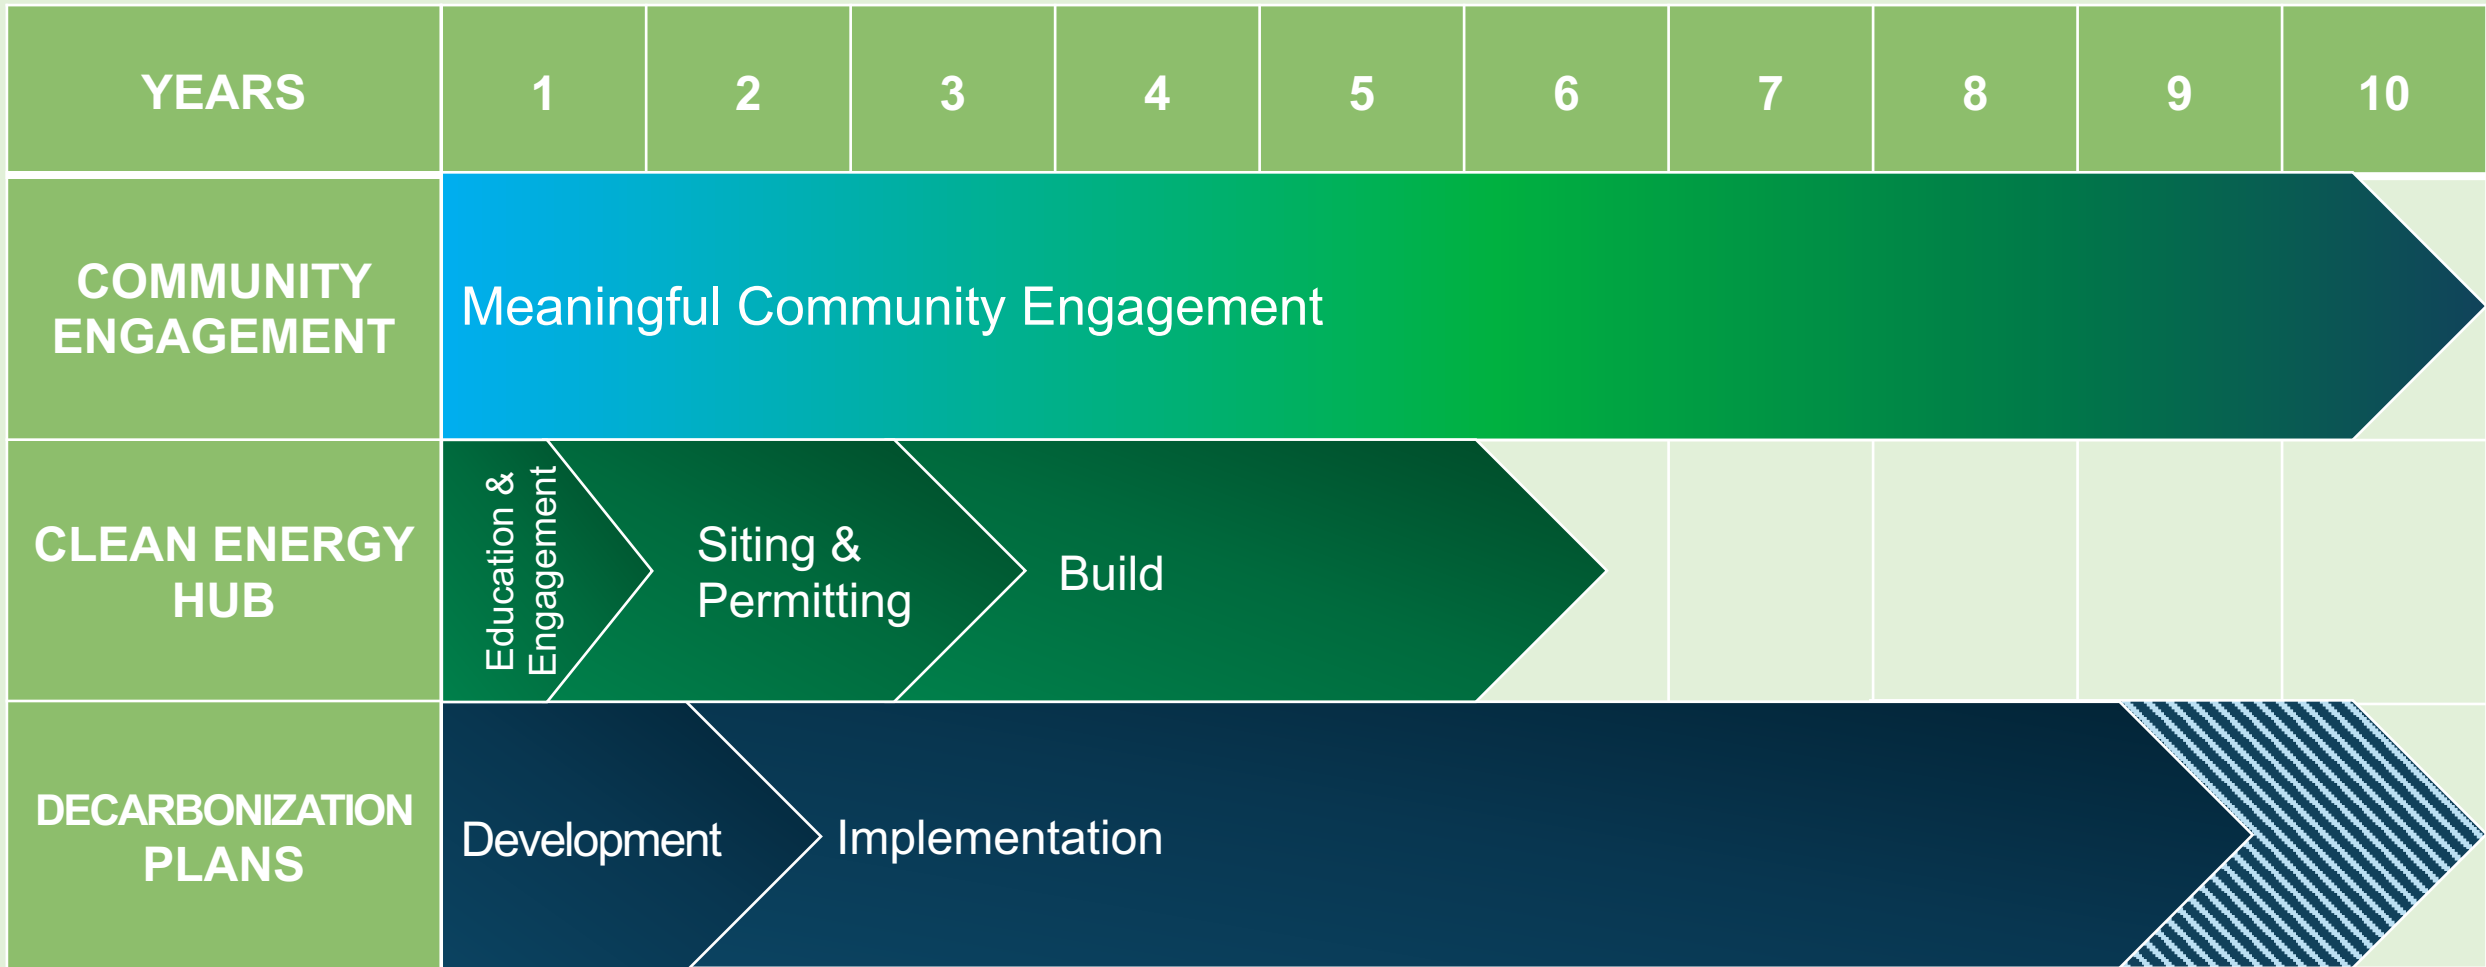 YEARS 1 2 3 4 5 6 7 8 9 10
COMMUNITY
ENGAGEMENT
Meaningful Community Engagement
CLEAN ENERGY
HUB
Education &
Engagement
Siting &
Permitting
Build
DECARBONIZATION
PLANS
Development
Implementation